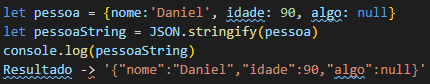 let pessoa = {nome:'Daniel', idade: 90, algo: null}
let pessoaString = JSON.stringify(pessoa)
console.log(pessoaString)
Resultado -> '{"nome":"Daniel","idade":90,"algo":null}'